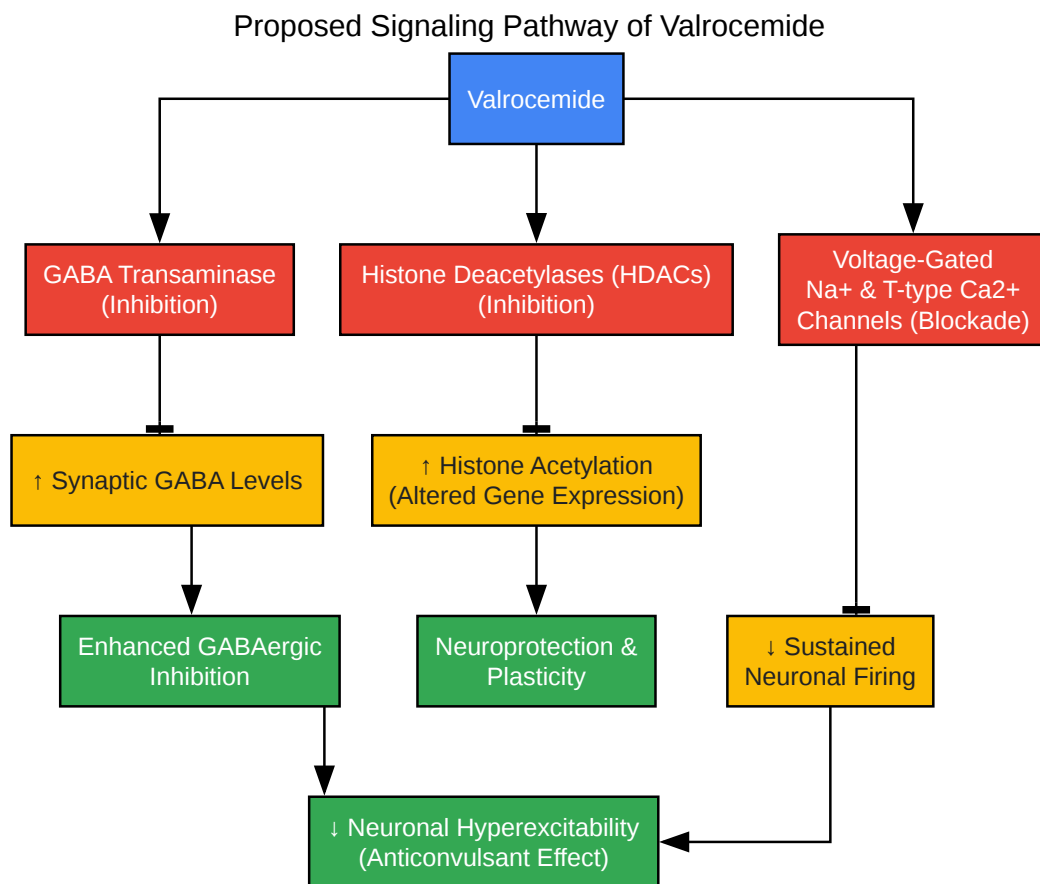 Proposed Signaling Pathway of Valrocemide
Valrocemide
GABA Transaminase
(Inhibition)
Histone Deacetylases (HDACs)
(Inhibition)
Voltage-Gated
Na+ & T-type Ca2+
Channels (Blockade)
↑ Synaptic GABA Levels
↑ Histone Acetylation
(Altered Gene Expression)
Enhanced GABAergic
Inhibition
Neuroprotection &
Plasticity
↓ Sustained
Neuronal Firing
↓ Neuronal Hyperexcitability
(Anticonvulsant Effect)